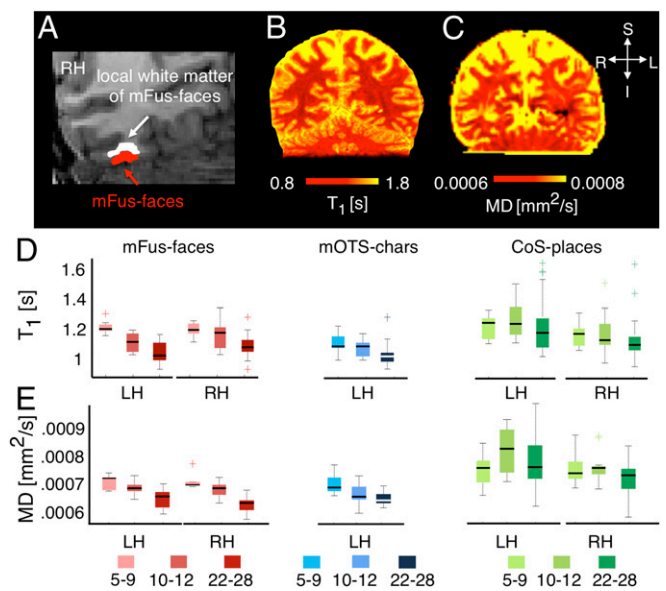 A
B
C
RH
local white matter
of mFus-faces
mFus-faces
S
R L
I
0.8 1.8
T1 [s]
0.0006 0.0008
MD [mm²/s]
D
mFus-faces mOTS-chars CoS-places
T1 [s]
1.6
1.4
1.2
1
LH RH LH LH RH
E
MD [mm²/s]
.0009
.0008
.0007
.0006
LH RH LH LH RH
5-9 10-12 22-28 5-9 10-12 22-28 5-9 10-12 22-28